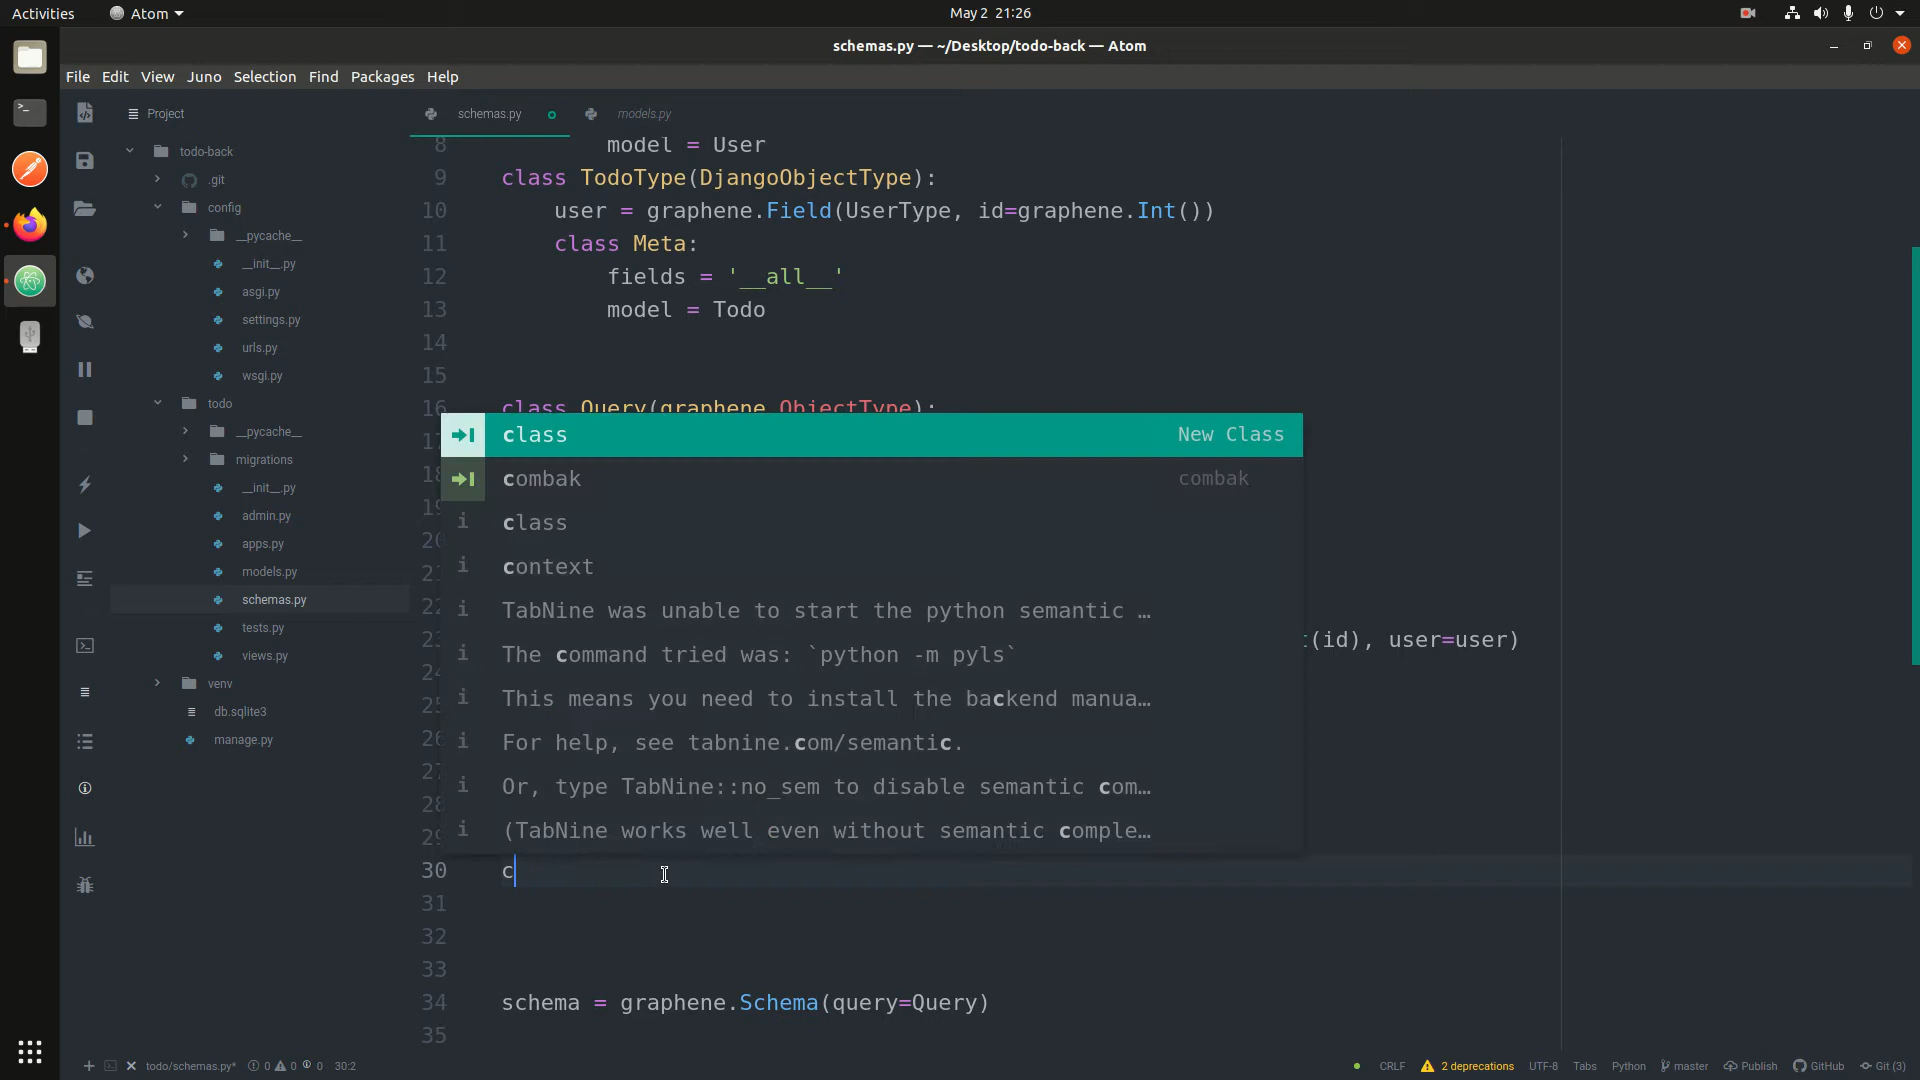 Activities Atom May 2 21:26
schemas.py — ~/Desktop/todo-back — Atom
File Edit View Juno Selection Find Packages Help
Project
todo-back
.git
config
__pycache__
__init__.py
asgi.py
settings.py
urls.py
wsgi.py
todo
__pycache__
migrations
__init__.py
admin.py
apps.py
models.py
schemas.py
tests.py
views.py
venv
db.sqlite3
manage.py
schemas.py models.py
8 model = User
9 class TodoType(DjangoObjectType):
10 user = graphene.Field(UserType, id=graphene.Int())
11 class Meta:
12 fields = '__all__'
13 model = Todo
14
15
16 class Query(graphene.ObjectType):
class New Class
combak combak
class
context
TabNine was unable to start the python semantic …
The command tried was: `python -m pyls`
This means you need to install the backend manua…
For help, see tabnine.com/semantic.
Or, type TabNine::no_sem to disable semantic com…
(TabNine works well even without semantic comple…
(id), user=user)
30 c
31
32
33
34 schema = graphene.Schema(query=Query)
35
todo/schemas.py* 0 0 0 30:2 CRLF 2 deprecations UTF-8 Tabs Python master Publish GitHub Git (3)